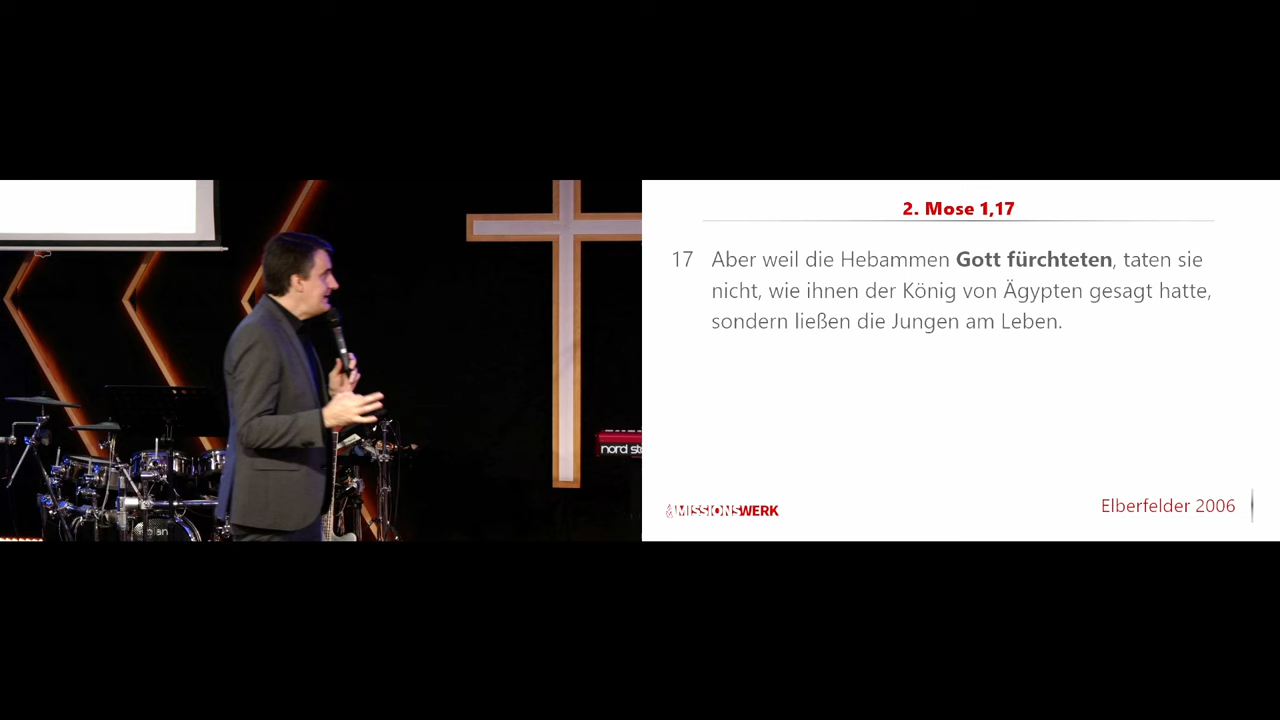 2. Mose 1,17
17 Aber weil die Hebammen Gott fürchteten, taten sie
nicht, wie ihnen der König von Ägypten gesagt hatte,
sondern ließen die Jungen am Leben.
MISSIONSWERK
Elberfelder 2006
nord